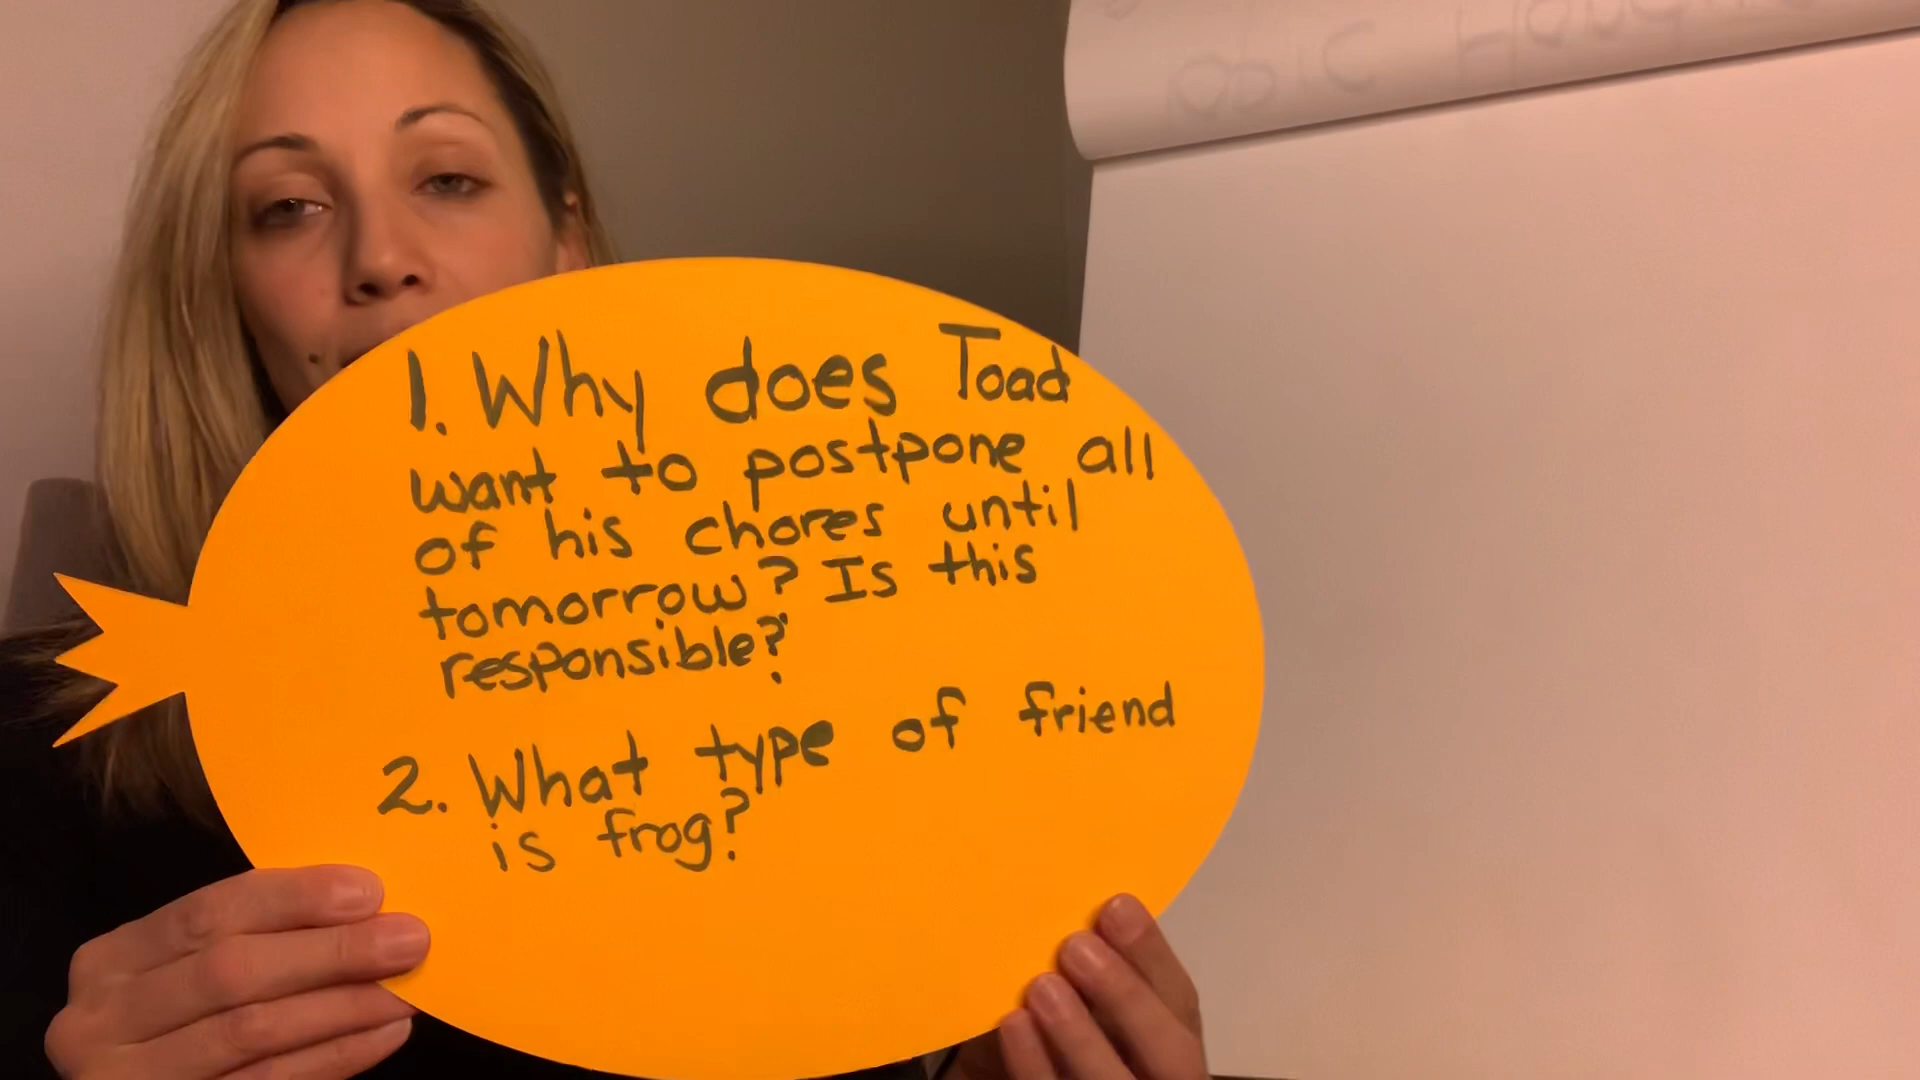 1. Why does Toad
want to postpone all
of his chores until
tomorrow? Is this
responsible?
2. What type of friend
is frog?